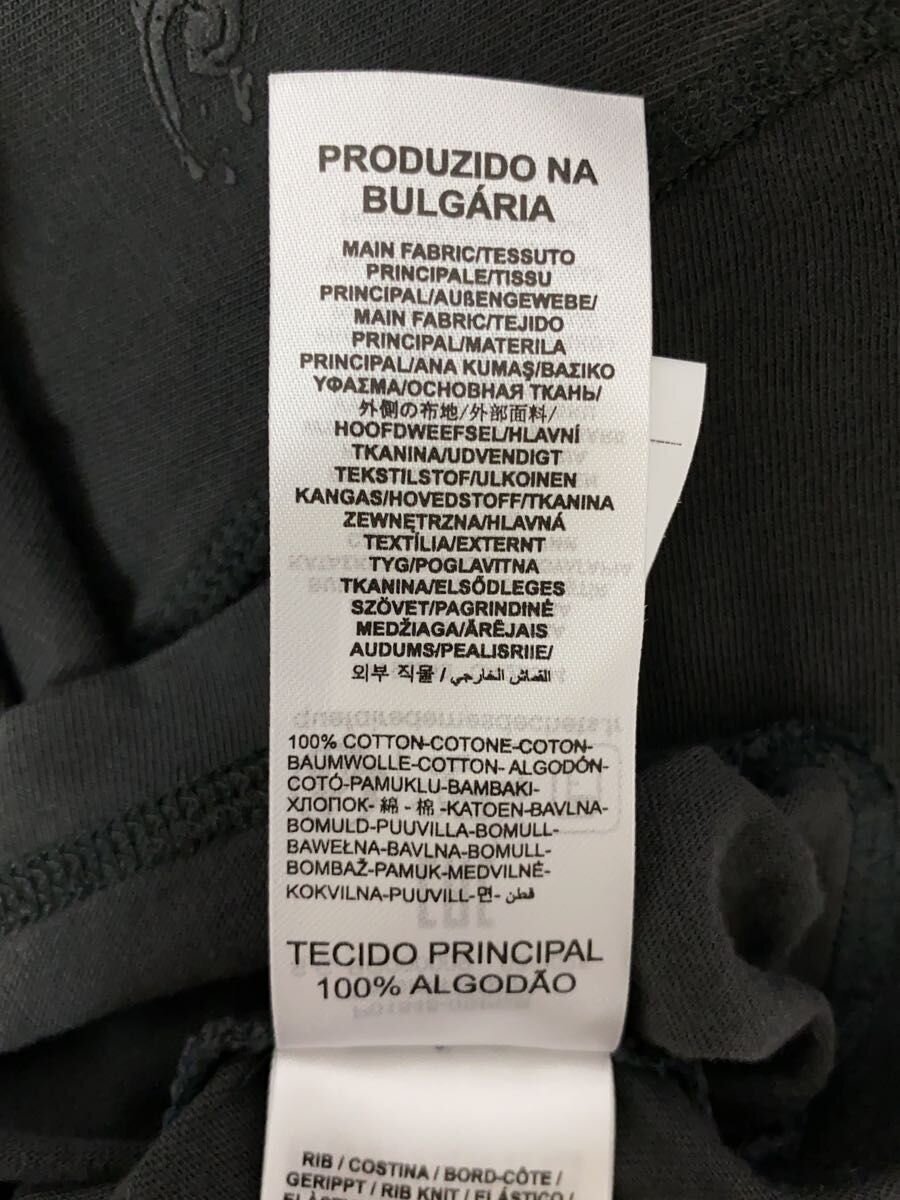 PRODUZIDO NA
BULGÁRIA
MAIN FABRIC/TESSUTO
PRINCIPALE/TISSU
PRINCIPAL/AUßENGEWEBE/
MAIN FABRIC/TEJIDO
PRINCIPAL/MATERILA
PRINCIPAL/ANA KUMAŞ/ΒΑΣΙΚΟ
ΥΦΑΣΜΑ/ОСНОВНАЯ ТКАНЬ/
外側の布地/外部面料/
HOOFDWEEFSEL/HLAVNÍ
TKANINA/UDVENDIGT
TEKSTILSTOF/ULKOINEN
KANGAS/HOVEDSTOFF/TKANINA
ZEWNĘTRZNA/HLAVNÁ
TEXTÍLIA/EXTERNT
TYG/POGLAVITNA
TKANINA/ELSŐDLEGES
SZÖVET/PAGRINDINĖ
MEDŽIAGA/ĀRĒJAIS
AUDUMS/PEALISRIIE/
외부 직물 / القماش الخارجي/
100% COTTON-COTONE-COTON-
BAUMWOLLE-COTTON- ALGODÓN-
COTÓ-PAMUKLU-BAMBAKI-
ХЛОПОК- 綿 - 棉 -KATOEN-BAVLNA-
BOMULD-PUUVILLA-BOMULL-
BAWEŁNA-BAVLNA-BOMULL-
BOMBAŽ-PAMUK-MEDVILNĖ-
KOKVILNA-PUUVILL-면- قطن
TECIDO PRINCIPAL
100% ALGODÃO
RIB / COSTINA / BORD-CÔTE /
GERIPPT / RIB KNIT / ELÁSTICO /